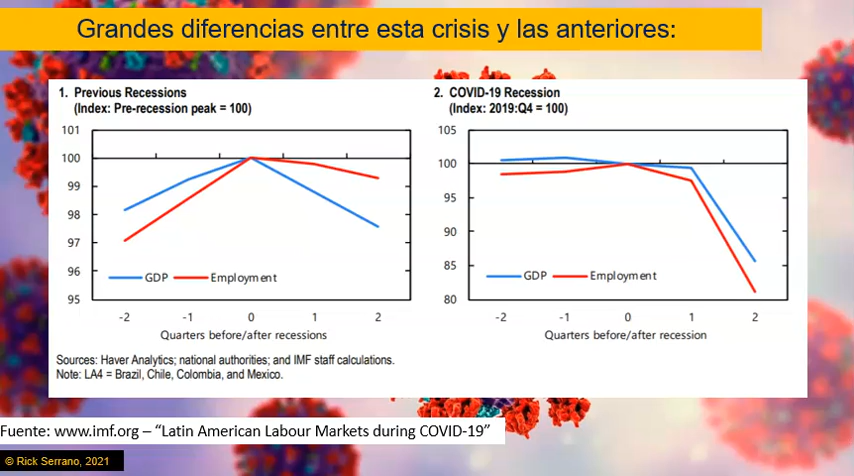 Grandes diferencias entre esta crisis y las anteriores:
1. Previous Recessions
(Index: Pre-recession peak = 100)
101
100
99
98
97
96
95
GDP
Employment
-2
-1
0
1
2
Quarters before/after recessions
2. COVID-19 Recession
(Index: 2019:Q4 = 100)
105
100
95
90
85
80
GDP
Employment
-2
-1
0
1
2
Quarters before/after recession
Sources: Haver Analytics; national authorities; and IMF staff calculations.
Note: LA4 = Brazil, Chile, Colombia, and Mexico.
Fuente: www.imf.org – “Latin American Labour Markets during COVID-19”
© Rick Serrano, 2021